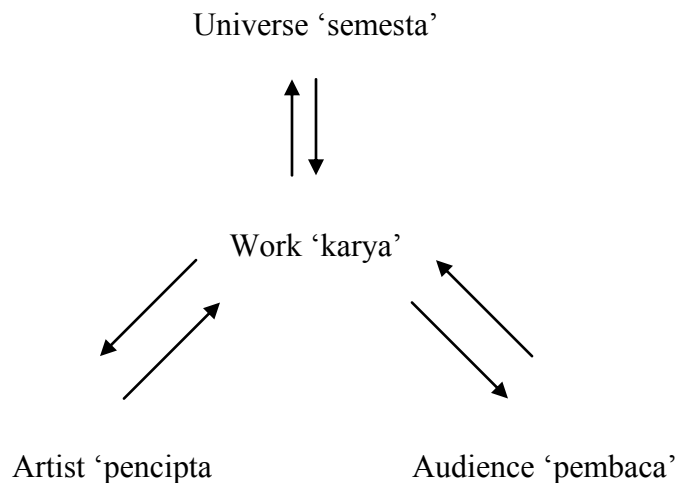 Universe ‘semesta’
Work ‘karya’
Artist ‘pencipta
Audience ‘pembaca’